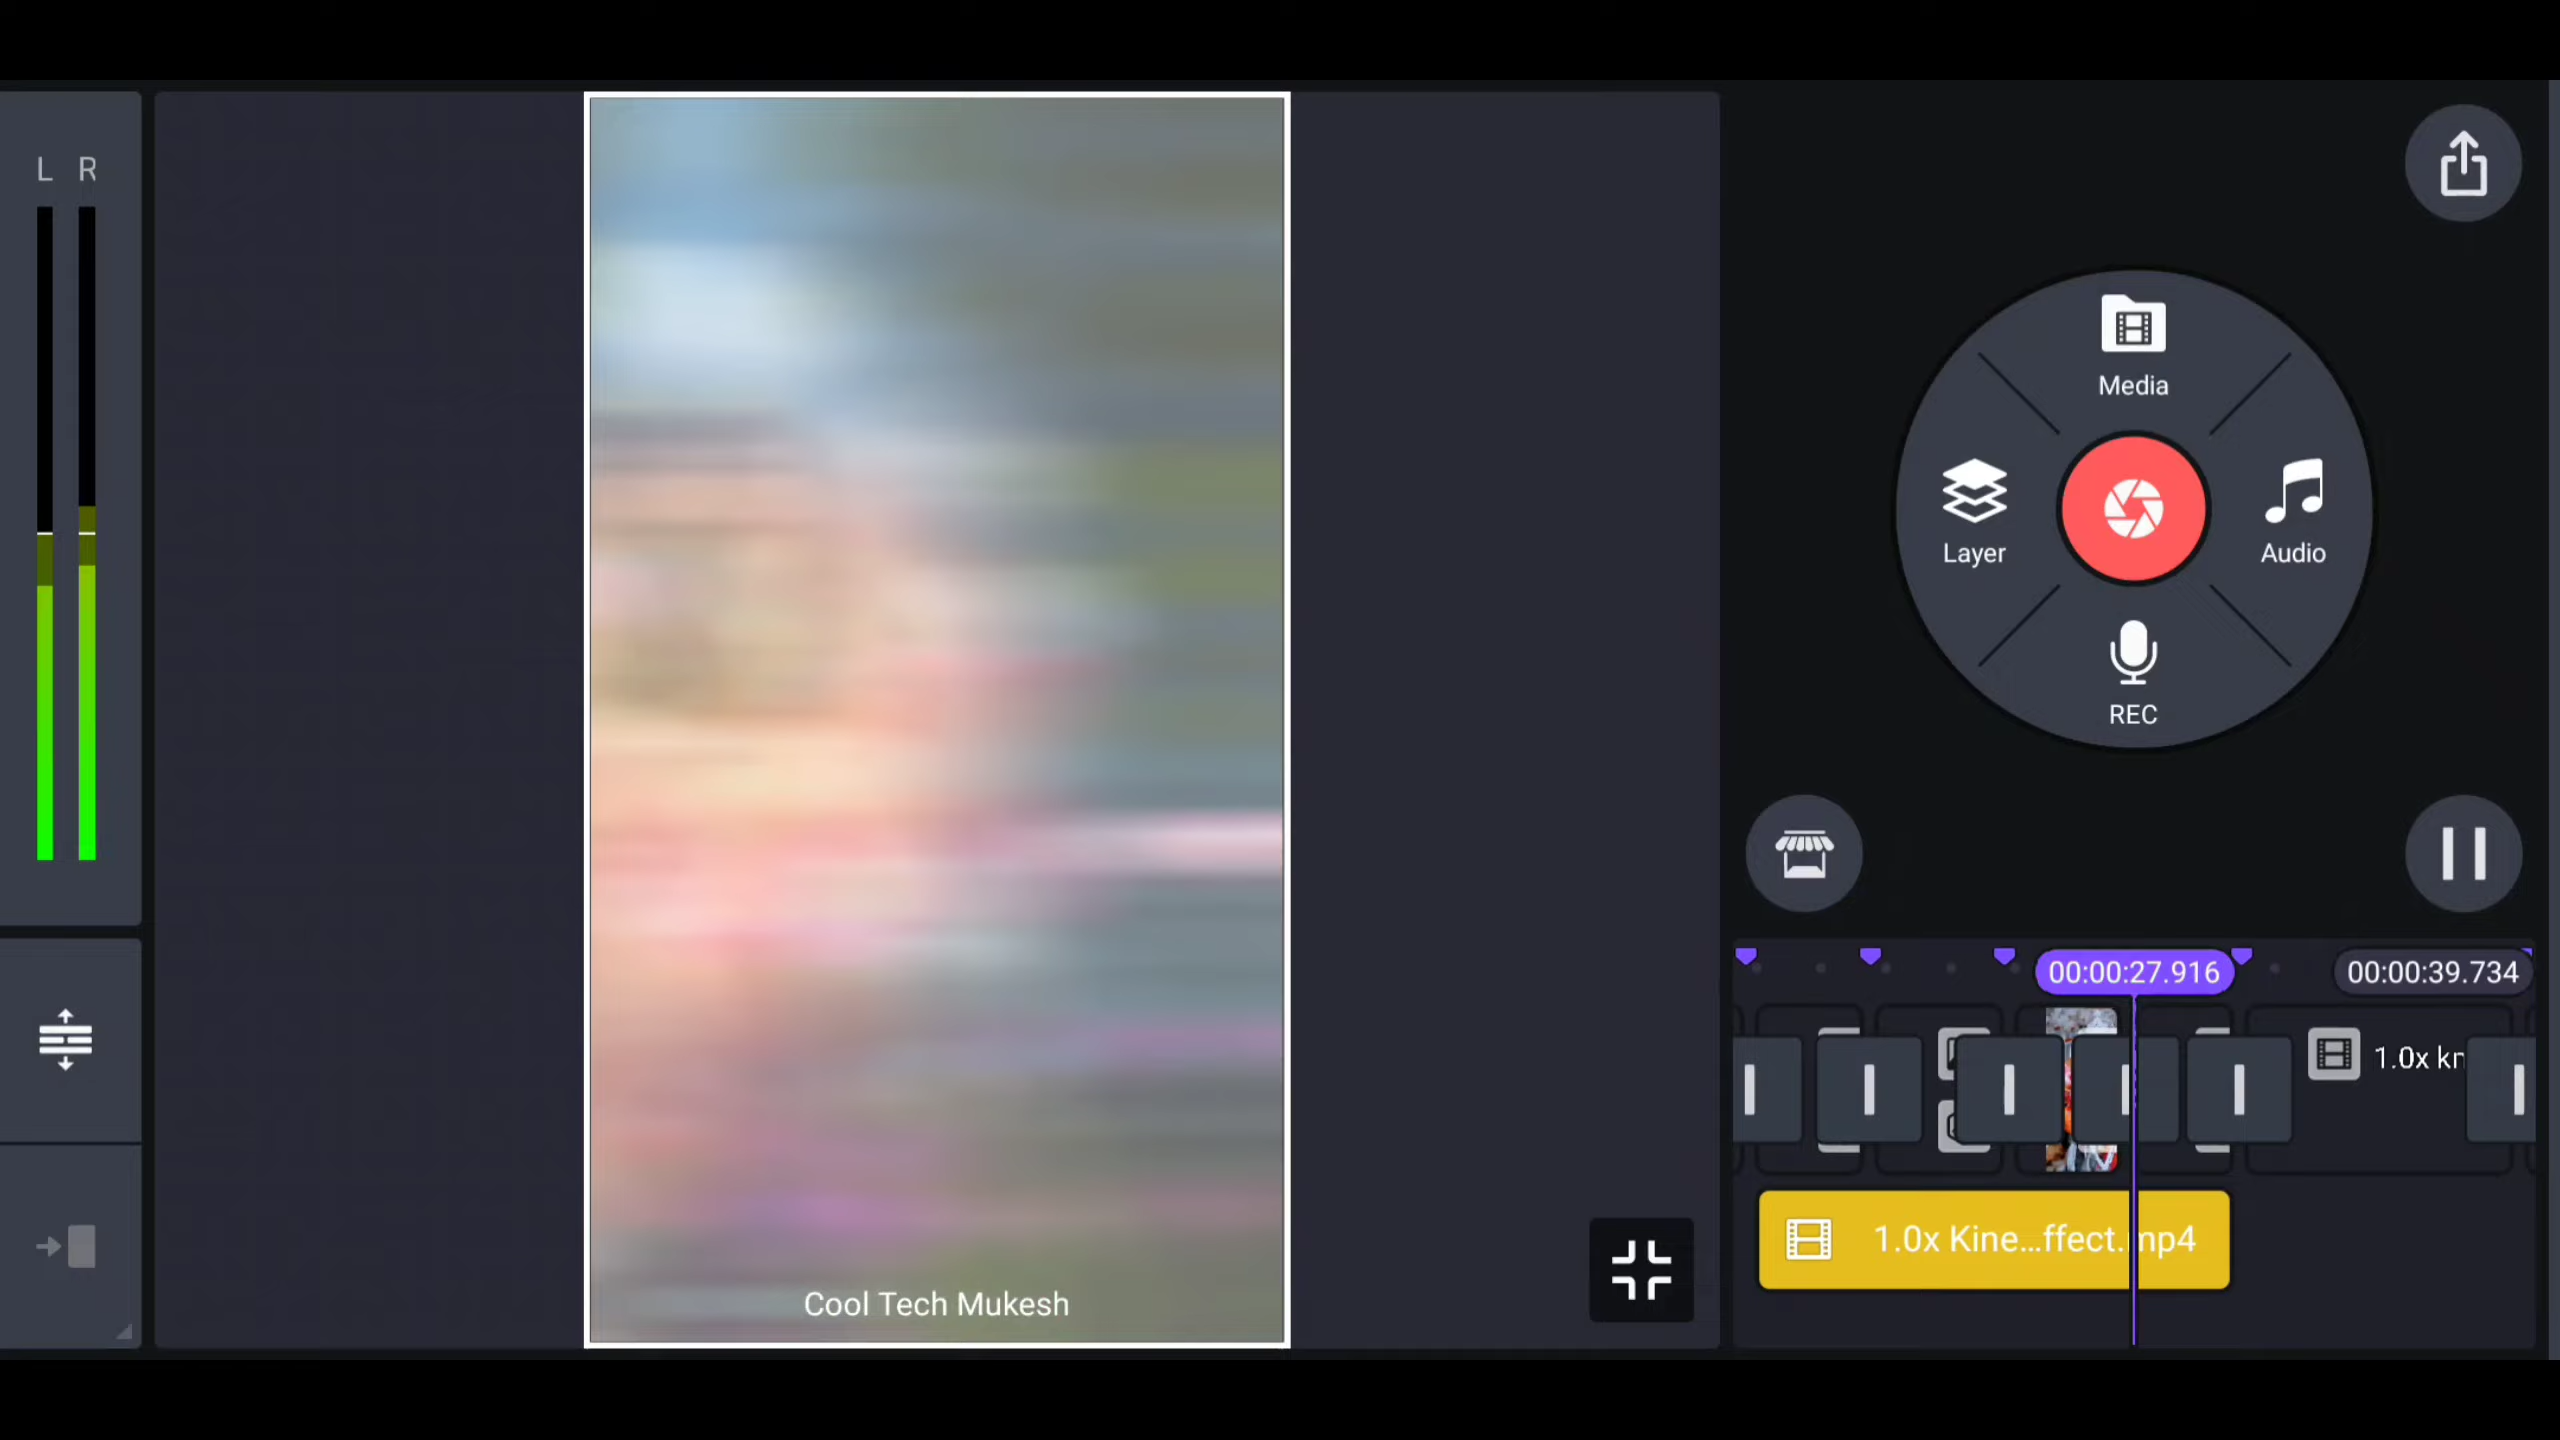 L R
Media
Layer
Audio
REC
00:00:27.916
00:00:39.734
1.0x kn
1.0x Kine...ffect.mp4
Cool Tech Mukesh